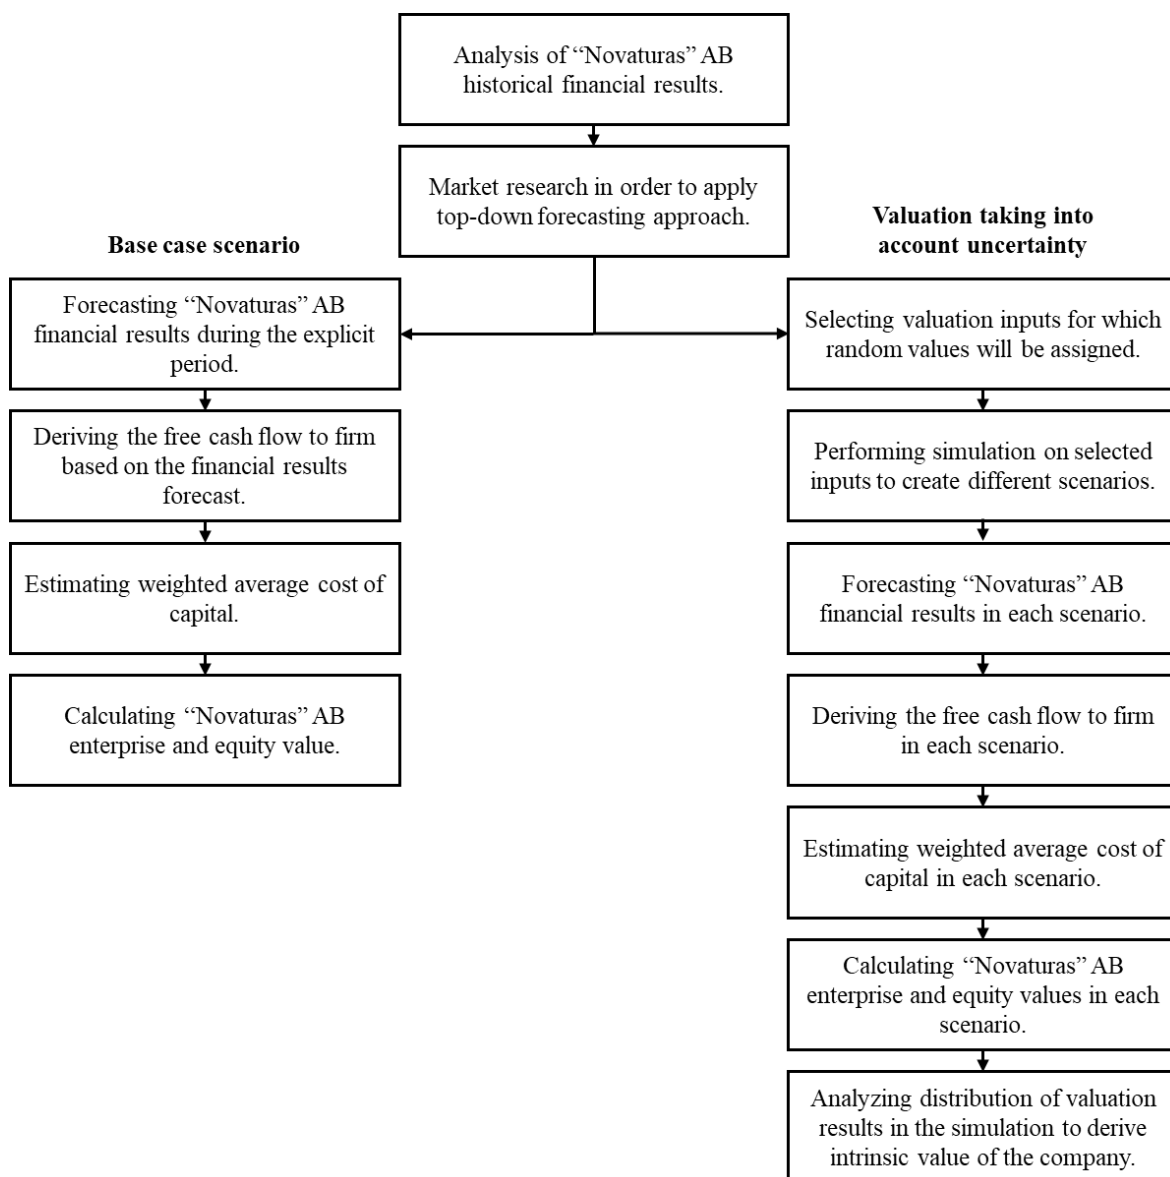 Analysis of “Novaturas” AB
historical financial results.
Market research in order to apply
top-down forecasting approach.
Base case scenario
Forecasting “Novaturas” AB
financial results during the explicit
period.
Deriving the free cash flow to firm
based on the financial results
forecast.
Estimating weighted average cost of
capital.
Calculating “Novaturas” AB
enterprise and equity value.
Valuation taking into
account uncertainty
Selecting valuation inputs for which
random values will be assigned.
Performing simulation on selected
inputs to create different scenarios.
Forecasting “Novaturas” AB
financial results in each scenario.
Deriving the free cash flow to firm
in each scenario.
Estimating weighted average cost of
capital in each scenario.
Calculating “Novaturas” AB
enterprise and equity values in each
scenario.
Analyzing distribution of valuation
results in the simulation to derive
intrinsic value of the company.